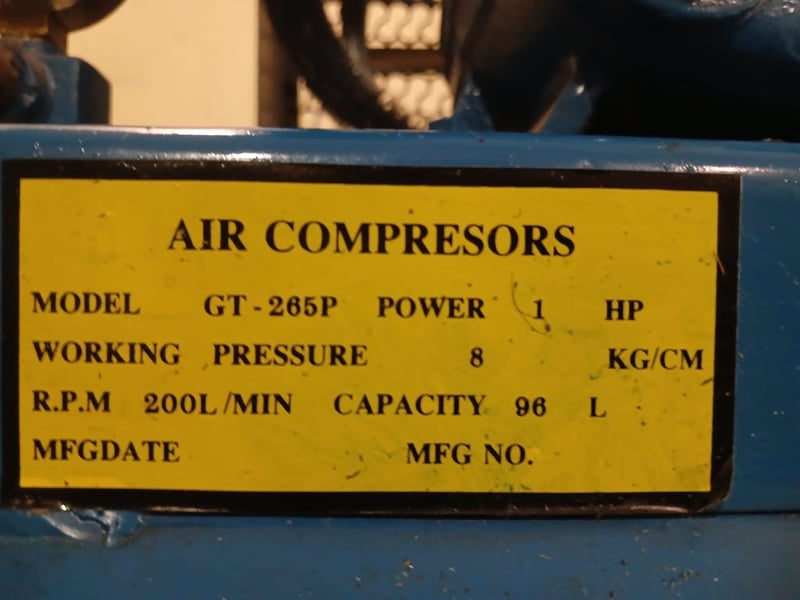 AIR COMPRESORS
MODEL GT-265P POWER 1 HP
WORKING PRESSURE 8 KG/CM
R.P.M 200L/MIN CAPACITY 96 L
MFGDATE MFG NO.